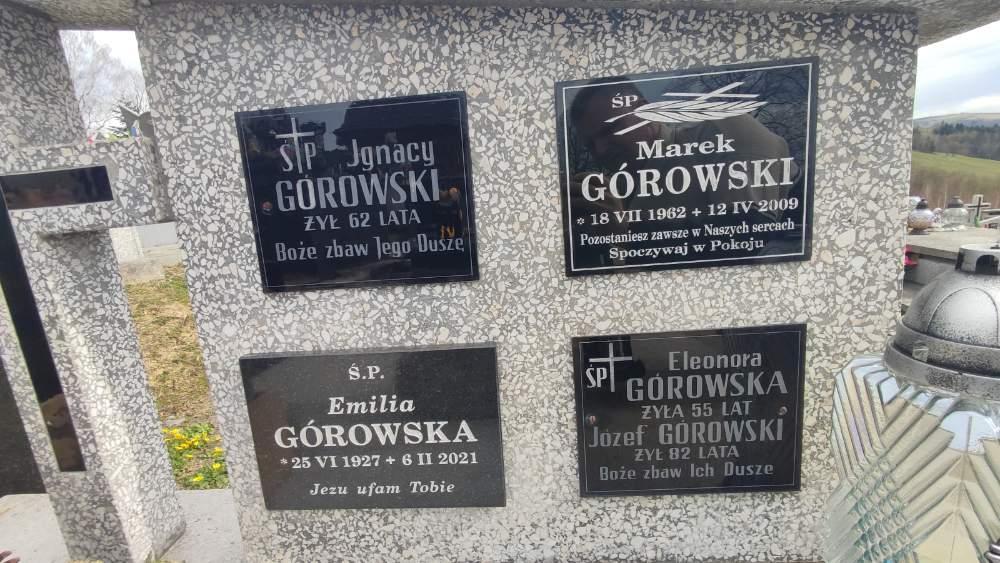 ŚP Jgnacy
GÓROWSKI
ŻYŁ 62 LATA
Boże zbaw Jego Duszę
ŚP
Marek
GÓROWSKI
* 18 VII 1962 + 12 IV 2009
Pozostaniesz zawsze w Naszych sercach
Spoczywaj w Pokoju
Ś.P.
Emilia
GÓROWSKA
* 25 VI 1927 + 6 II 2021
Jezu ufam Tobie
ŚP Eleonora
GÓROWSKA
ŻYŁA 55 LAT
Józef GÓROWSKI
ŻYŁ 82 LATA
Boże zbaw Ich Dusze